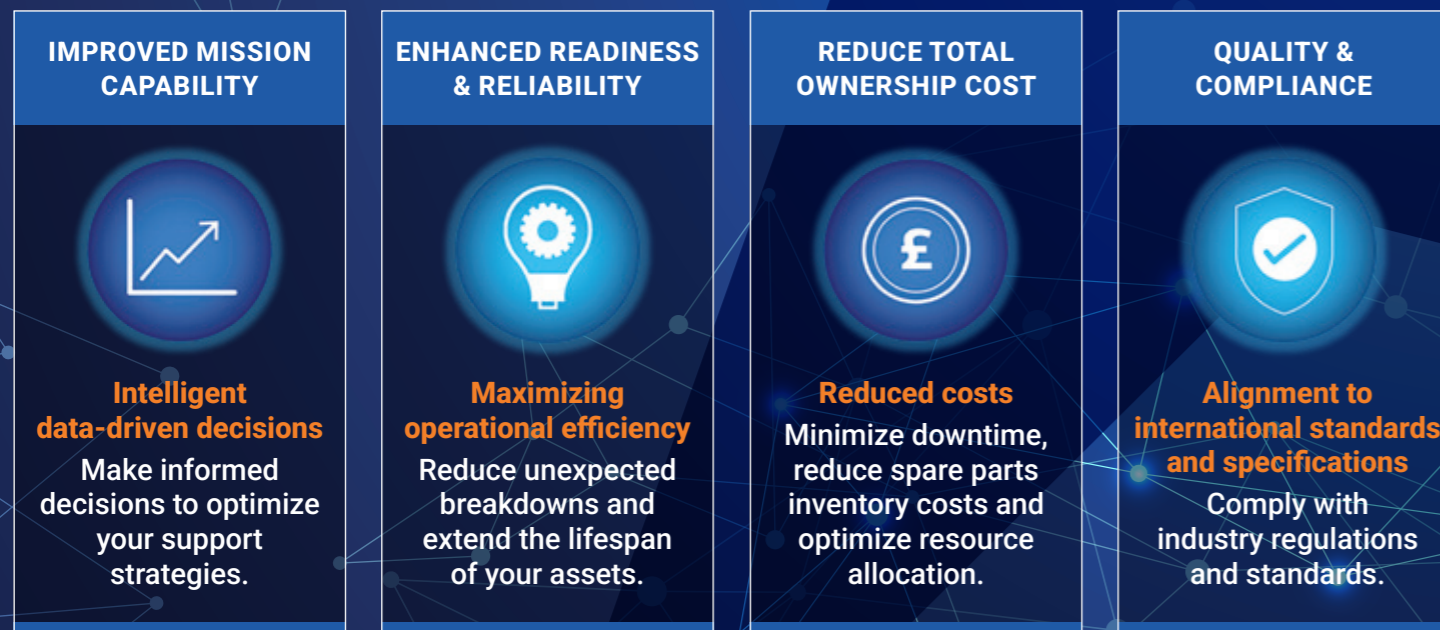 IMPROVED MISSION
CAPABILITY
Intelligent
data-driven decisions
Make informed
decisions to optimize
your support
strategies.
ENHANCED READINESS
& RELIABILITY
Maximizing
operational efficiency
Reduce unexpected
breakdowns and
extend the lifespan
of your assets.
REDUCE TOTAL
OWNERSHIP COST
£
Reduced costs
Minimize downtime,
reduce spare parts
inventory costs and
optimize resource
allocation.
QUALITY &
COMPLIANCE
Alignment to
international standards
and specifications
Comply with
industry regulations
and standards.